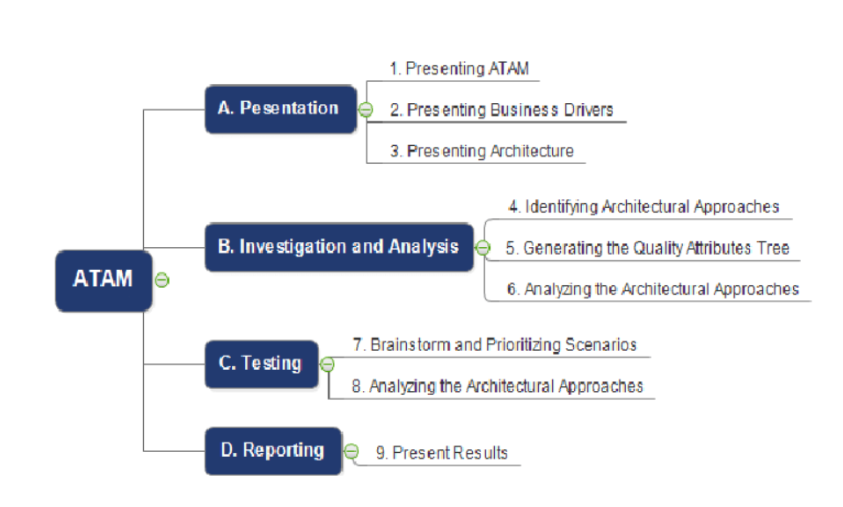 1. Presenting ATAM
A. Pesentation
2. Presenting Business Drivers
3. Presenting Architecture
4. Identifying Architectural Approaches
B. Investigation and Analysis
5. Generating the Quality Attributes Tree
6. Analyzing the Architectural Approaches
ATAM
7. Brainstorm and Prioritizing Scenarios
C. Testing
8. Analyzing the Architectural Approaches
D. Reporting
9. Present Results